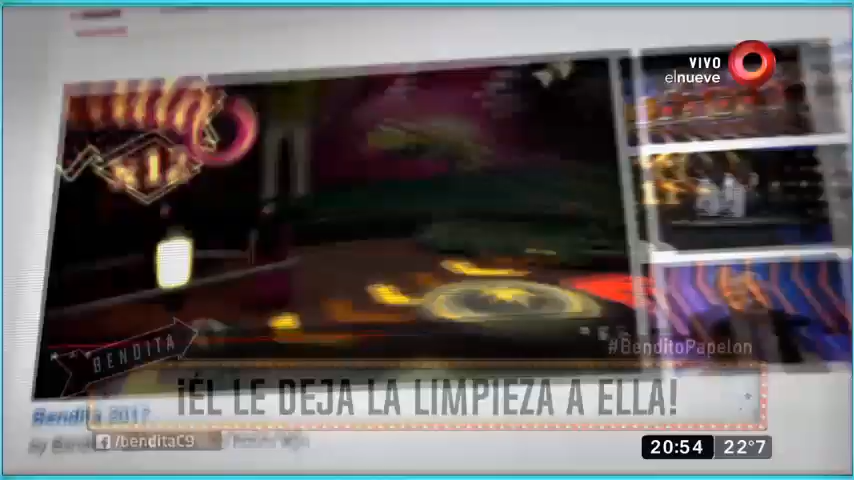 VIVO
elnueve
BENDITA
#BenditoPapelon
¡ÉL LE DEJA LA LIMPIEZA A ELLA!
Bendita 2017
/benditaC9
20:54 22°7